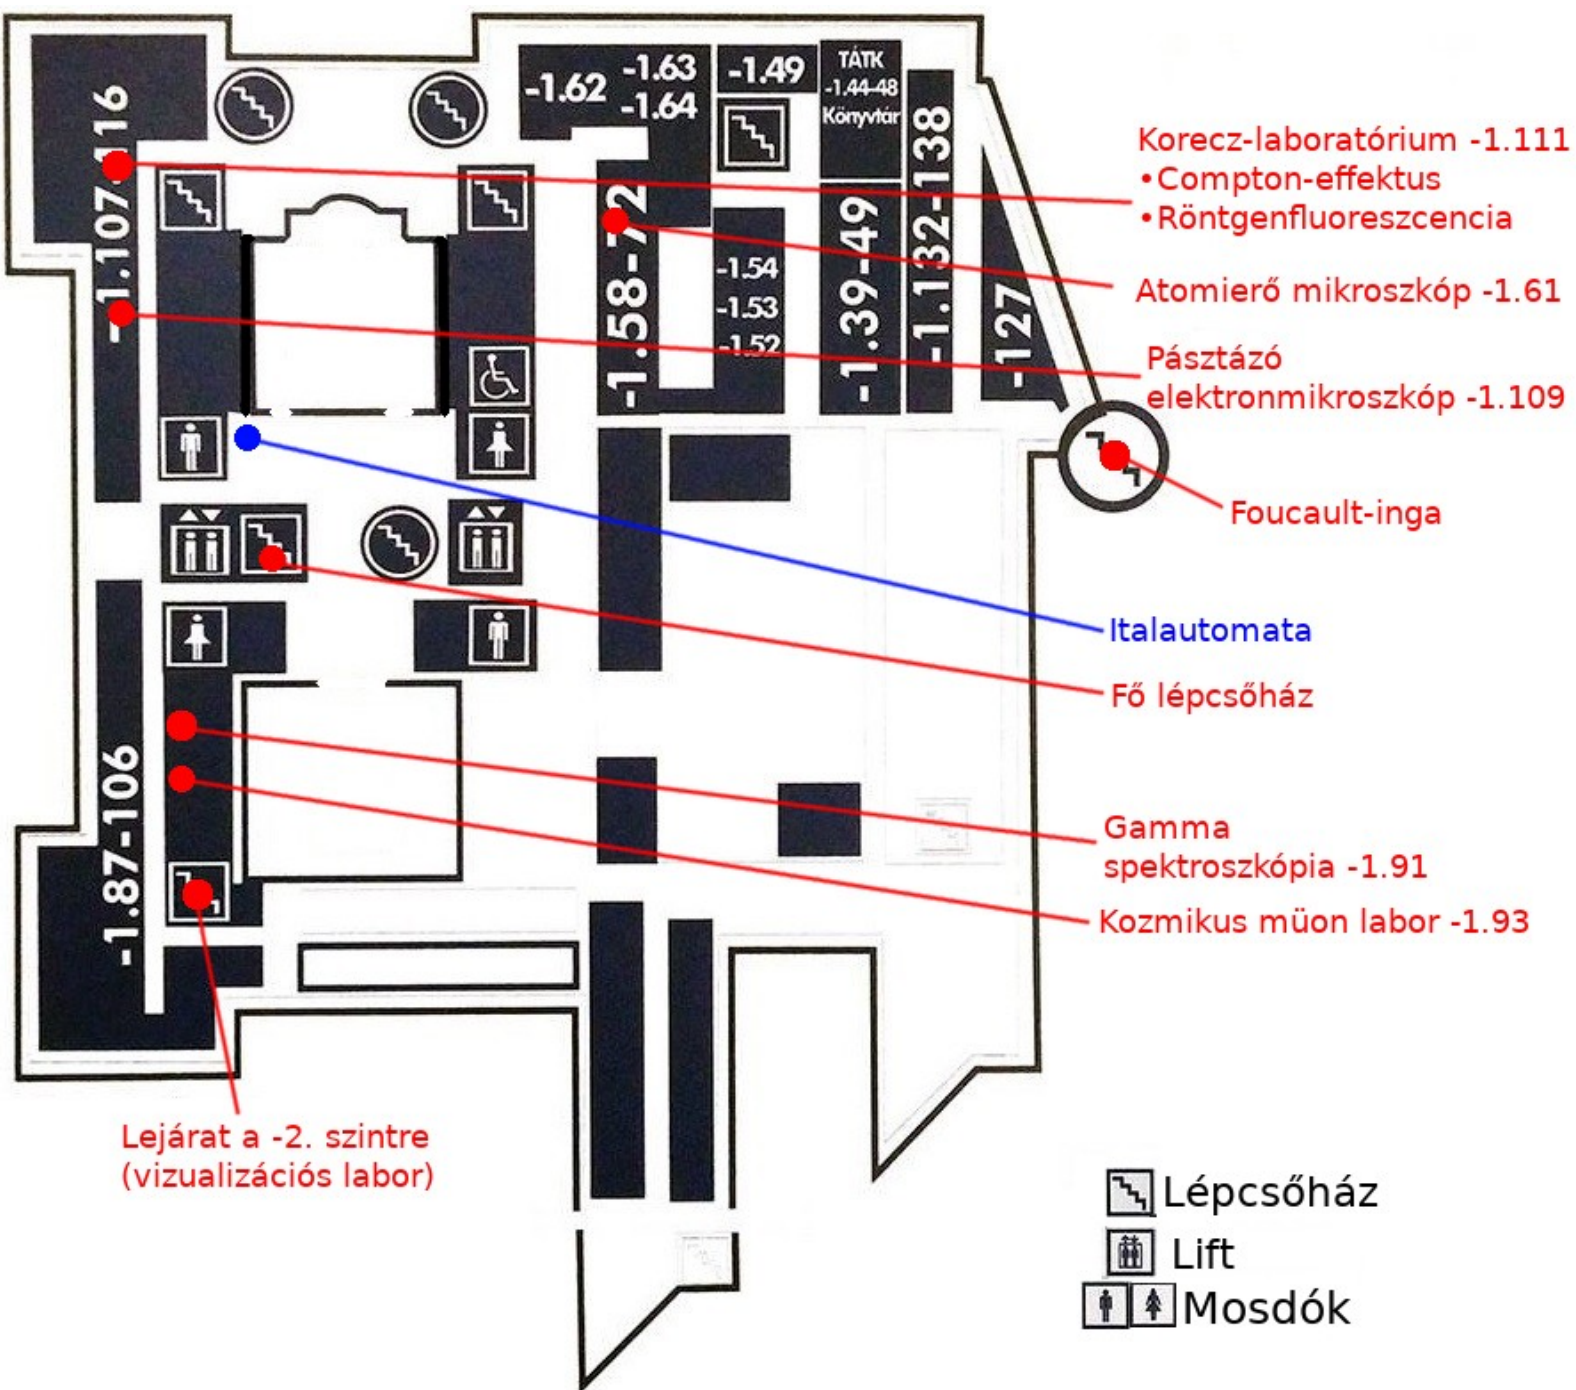 -1.62
-1.63
-1.64
-1.49
TÁTK
-1.44-48
Könyvtár
-1.107-116
-1.58-72
-1.54
-1.53
-1.52
-1.39-49
-1.132-138
-127
Korecz-laboratórium -1.111
•Compton-effektus
•Röntgenfluoreszcencia
Atomierő mikroszkóp -1.61
Pásztázó
elektronmikroszkóp -1.109
Foucault-inga
Italautomata
Fő lépcsőház
-1.87-106
Gamma
spektroszkópia -1.91
Kozmikus müon labor -1.93
Lejárat a -2. szintre
(vizualizációs labor)
Lépcsőház
Lift
Mosdók